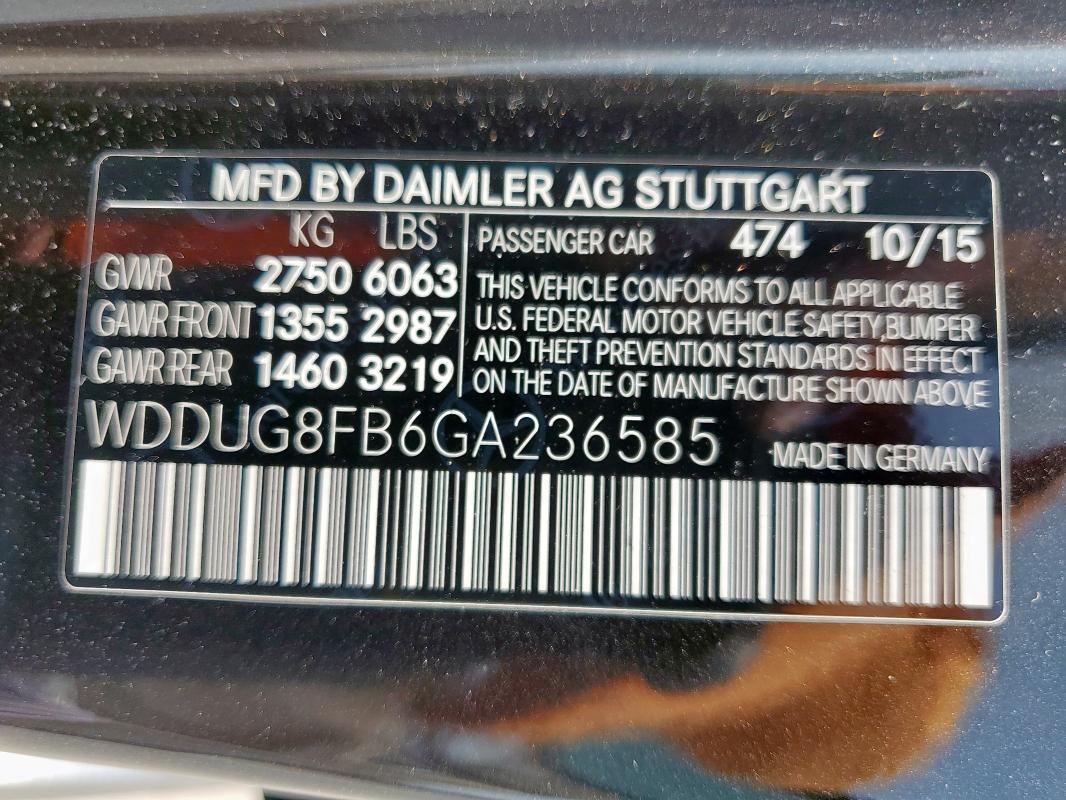 MFD BY DAIMLER AG STUTTGART
KG LBS
GVWR 2750 6063
GAWR FRONT 1355 2987
GAWR REAR 1460 3219
PASSENGER CAR 474 10/15
THIS VEHICLE CONFORMS TO ALL APPLICABLE
U.S. FEDERAL MOTOR VEHICLE SAFETY,BUMPER
AND THEFT PREVENTION STANDARDS IN EFFECT
ON THE DATE OF MANUFACTURE SHOWN ABOVE
WDDUG8FB6GA236585
MADE IN GERMANY